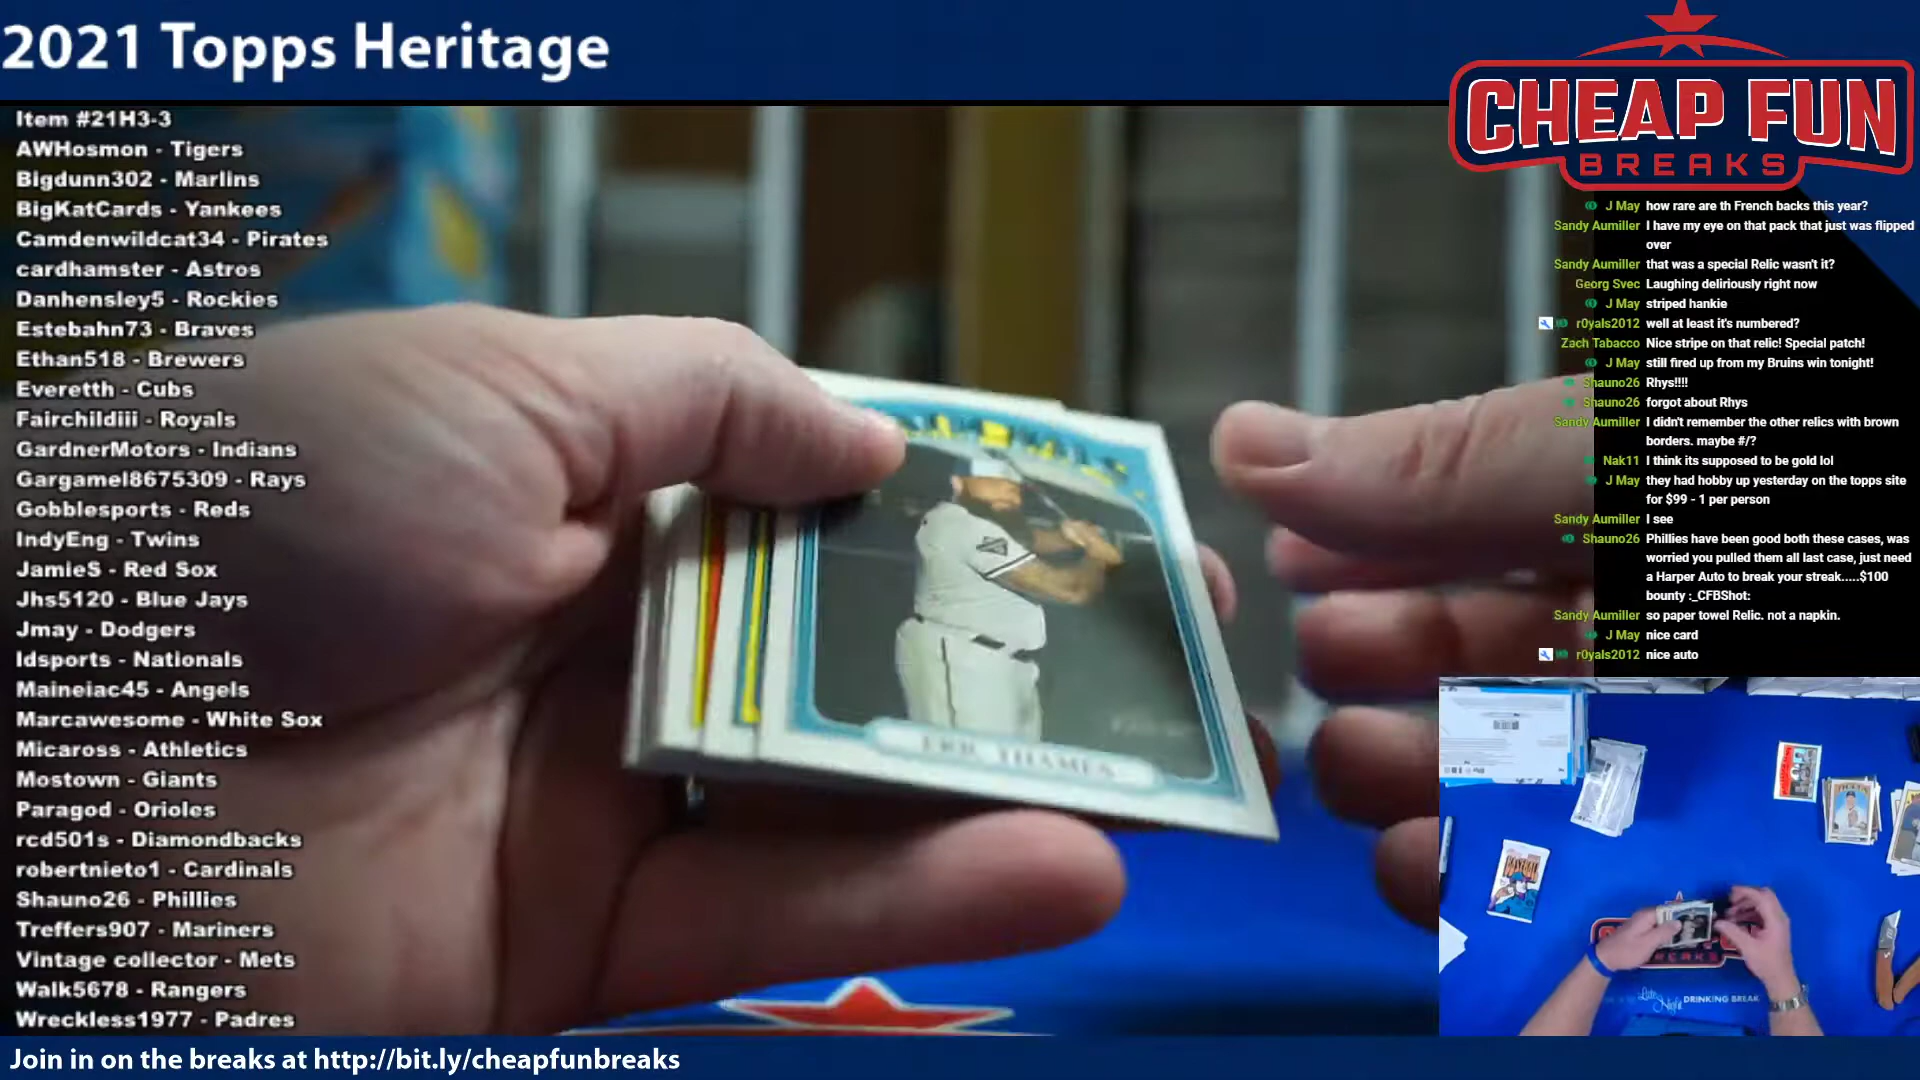 2021 Topps Heritage
CHEAP FUN
BREAKS
Item #21H3-3
AWHosmon - Tigers
Bigdunn302 - Marlins
BigKatCards - Yankees
Camdenwildcat34 - Pirates
cardhamster - Astros
Danhensley5 - Rockies
Estebahn73 - Braves
Ethan518 - Brewers
Everetth - Cubs
Fairchildiii - Royals
GardnerMotors - Indians
Gargamel8675309 - Rays
Gobblesports - Reds
IndyEng - Twins
JamieS - Red Sox
Jhs5120 - Blue Jays
Jmay - Dodgers
ldsports - Nationals
Maineiac45 - Angels
Marcawesome - White Sox
Micaross - Athletics
Mostown - Giants
Paragod - Orioles
rcd501s - Diamondbacks
robertnieto1 - Cardinals
Shauno26 - Phillies
Treffers907 - Mariners
Vintage collector - Mets
Walk5678 - Rangers
Wreckless1977 - Padres
J May how rare are th French backs this year?
Sandy Aumiller I have my eye on that pack that just was flipped
over
Sandy Aumiller that was a special Relic wasn't it?
Georg Svec Laughing deliriously right now
J May striped hankie
r0yals2012 well at least it's numbered?
Zach Tabacco Nice stripe on that relic! Special patch!
J May still fired up from my Bruins win tonight!
Shauno26 Rhys!!!!
Shauno26 forgot about Rhys
Sandy Aumiller I didn't remember the other relics with brown
borders. maybe #/?
Nak11 I think its supposed to be gold lol
J May they had hobby up yesterday on the topps site
for $99 - 1 per person
Sandy Aumiller I see
Shauno26 Phillies have been good both these cases, was
worried you pulled them all last case, just need
a Harper Auto to break your streak.....$100
bounty :_CFBShot:
Sandy Aumiller so paper towel Relic. not a napkin.
J May nice card
r0yals2012 nice auto
ERIC THAMES
BASEBALL
Late Night DRINKING BREAK
Join in on the breaks at http://bit.ly/cheapfunbreaks